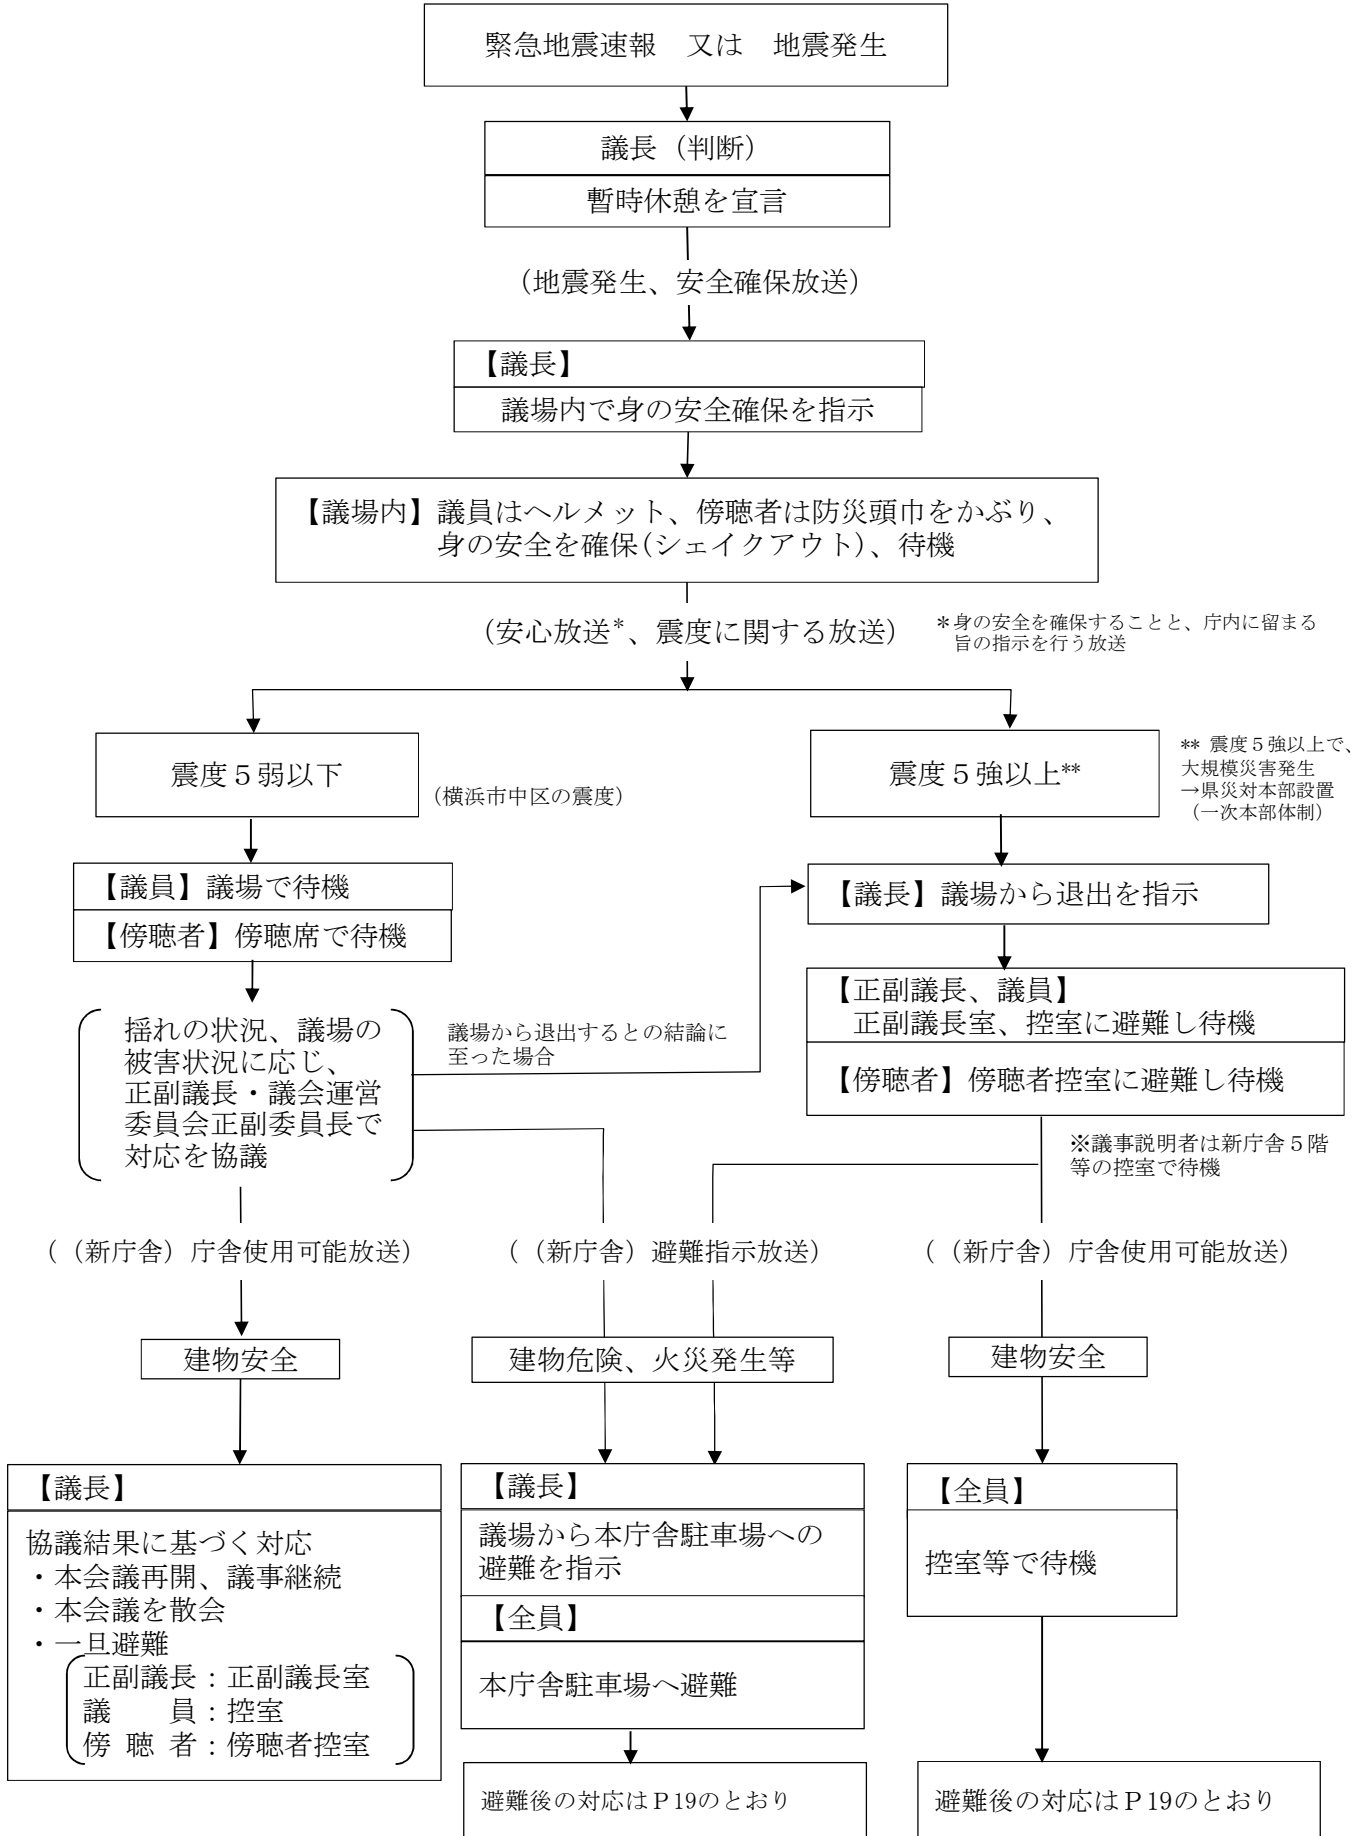 緊急地震速報　又は　地震発生
議長（判断）
暫時休憩を宣言
（地震発生、安全確保放送）
【議長】
議場内で身の安全確保を指示
【議場内】議員はヘルメット、傍聴者は防災頭巾をかぶり、
身の安全を確保(シェイクアウト)、待機
（安心放送*、震度に関する放送）
＊身の安全を確保することと、庁内に留まる
旨の指示を行う放送
震度５弱以下
（横浜市中区の震度）
震度５強以上**
** 震度５強以上で、
大規模災害発生
→県災対本部設置
（一次本部体制）
【議員】議場で待機
【傍聴者】傍聴席で待機
【議長】議場から退出を指示
【正副議長、議員】
正副議長室、控室に避難し待機
【傍聴者】傍聴者控室に避難し待機
揺れの状況、議場の
被害状況に応じ、
正副議長・議会運営
委員会正副委員長で
対応を協議
議場から退出するとの結論に
至った場合
※議事説明者は新庁舎５階
等の控室で待機
（（新庁舎）庁舎使用可能放送）
（（新庁舎）避難指示放送）
（（新庁舎）庁舎使用可能放送）
建物安全
建物危険、火災発生等
建物安全
【議長】
協議結果に基づく対応
・本会議再開、議事継続
・本会議を散会
・一旦避難
正副議長：正副議長室
議　　員：控室
傍 聴 者：傍聴者控室
【議長】
議場から本庁舎駐車場への
避難を指示
【全員】
本庁舎駐車場へ避難
【全員】
控室等で待機
避難後の対応はＰ19のとおり
避難後の対応はＰ19のとおり